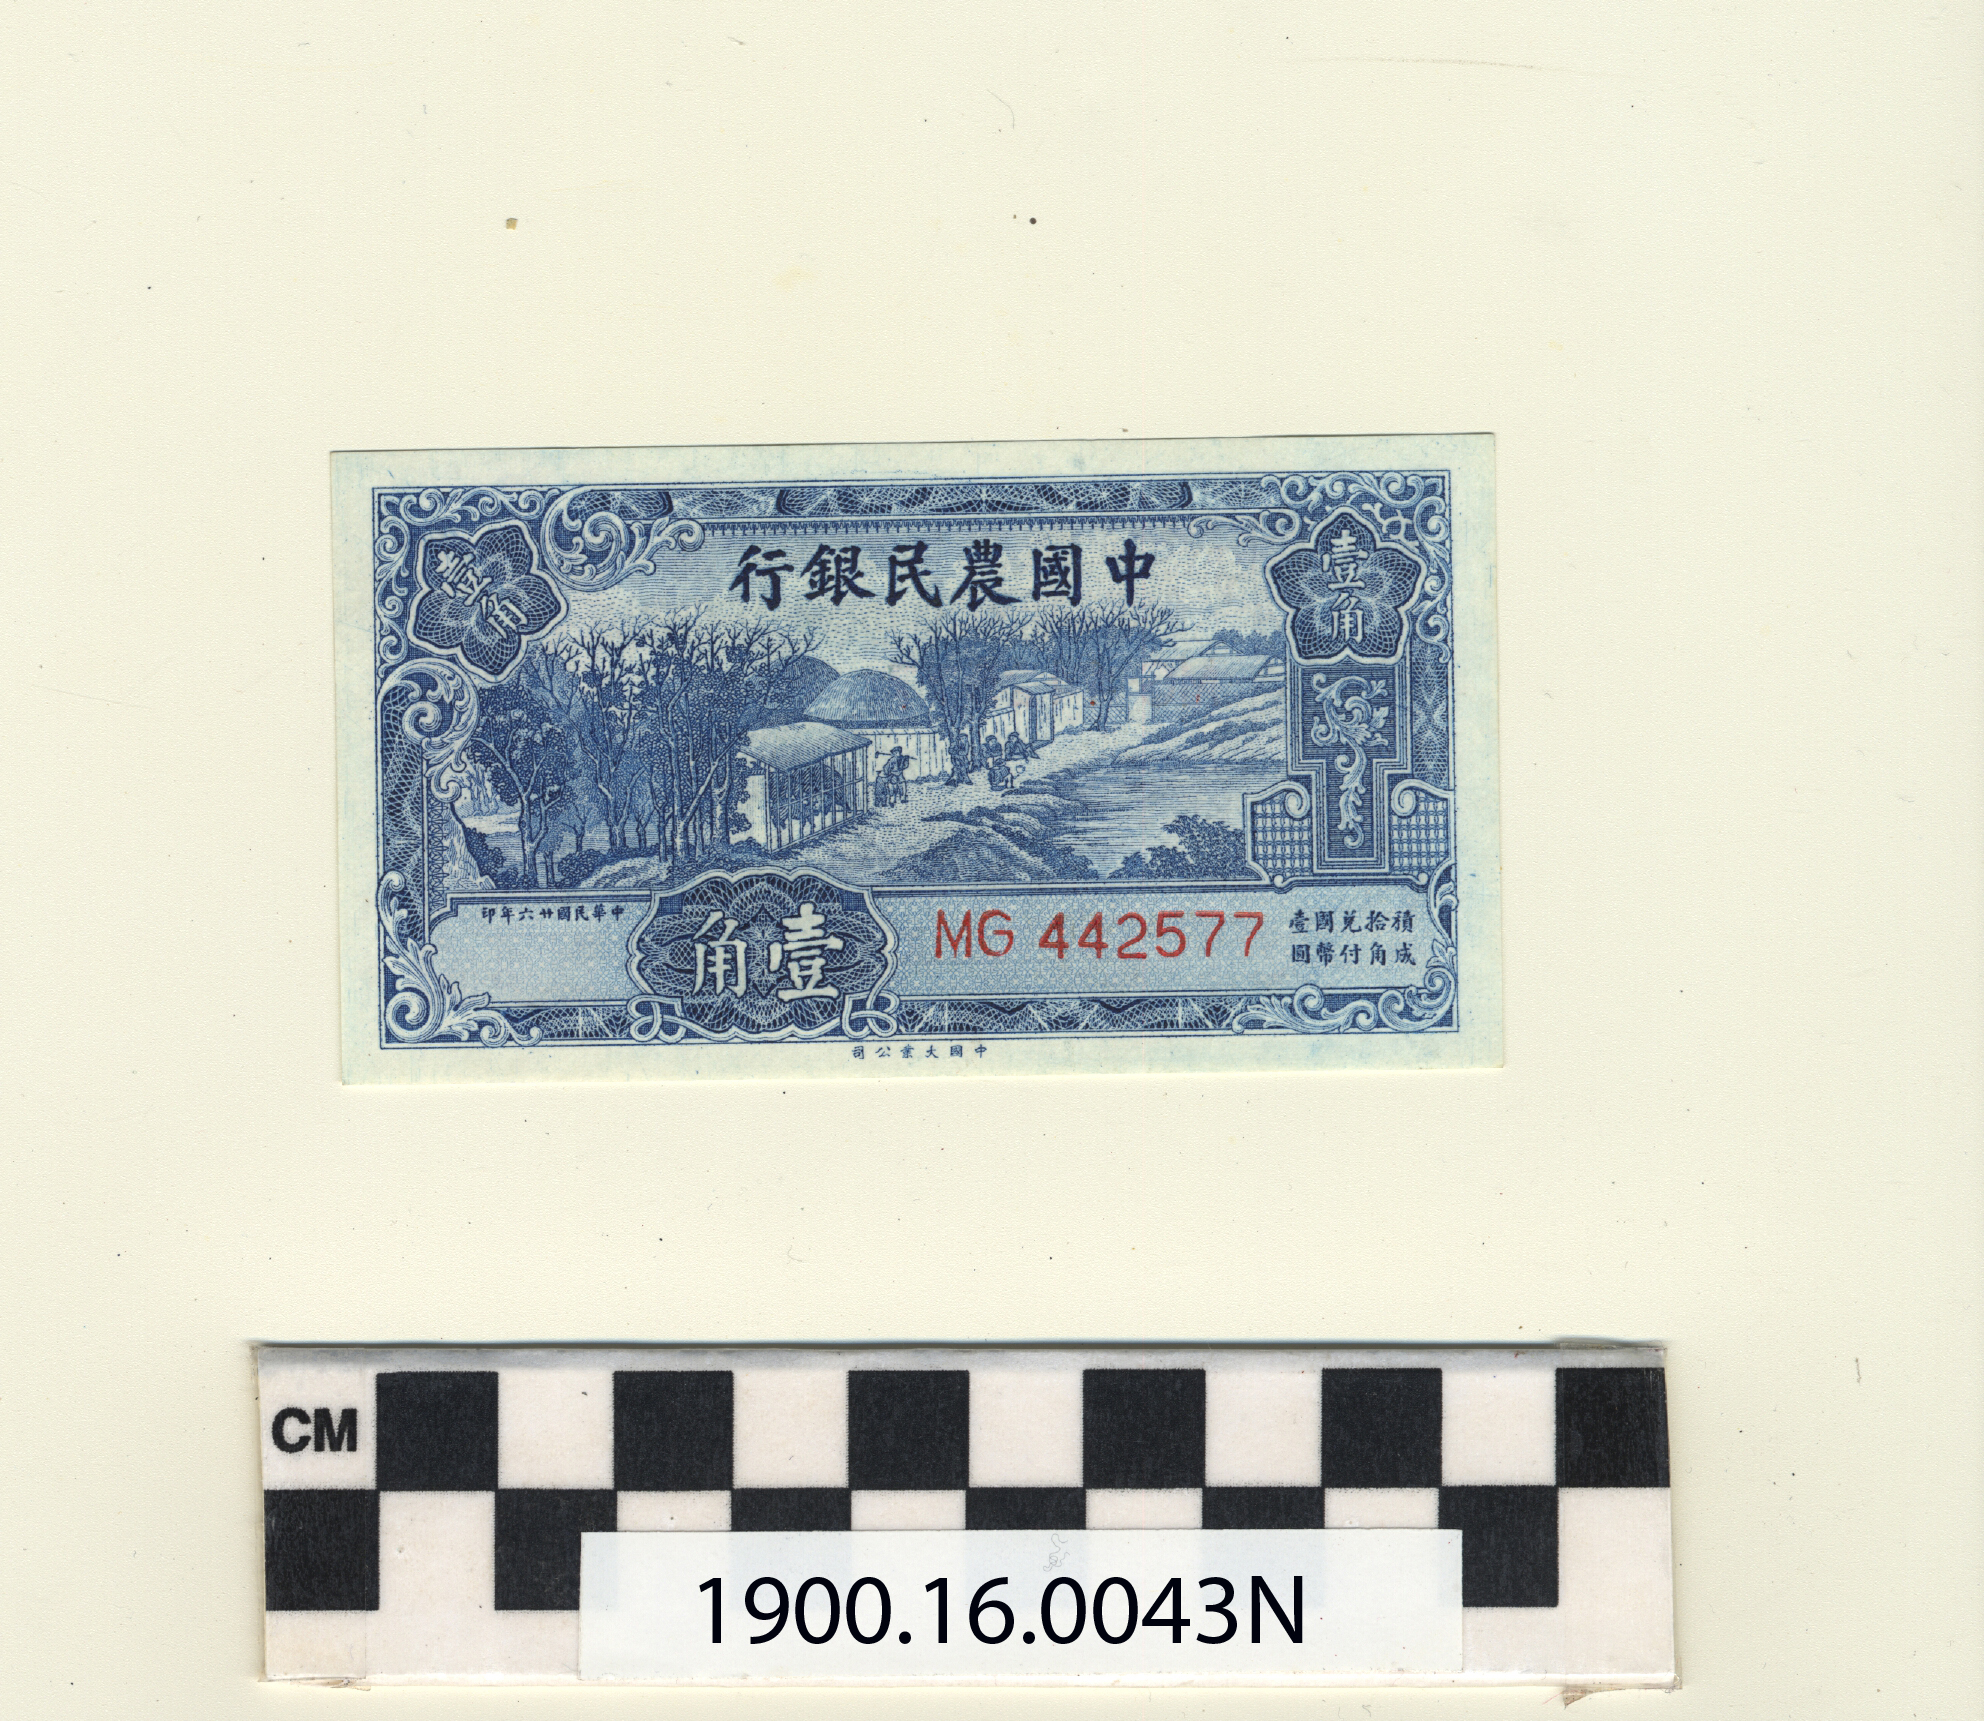 中國農民銀行
壹角
壹角
中華民國廿六年印
壹角
MG 442577
積拾兌國壹
成角付幣圓
中國大業公司
CM
1900.16.0043N